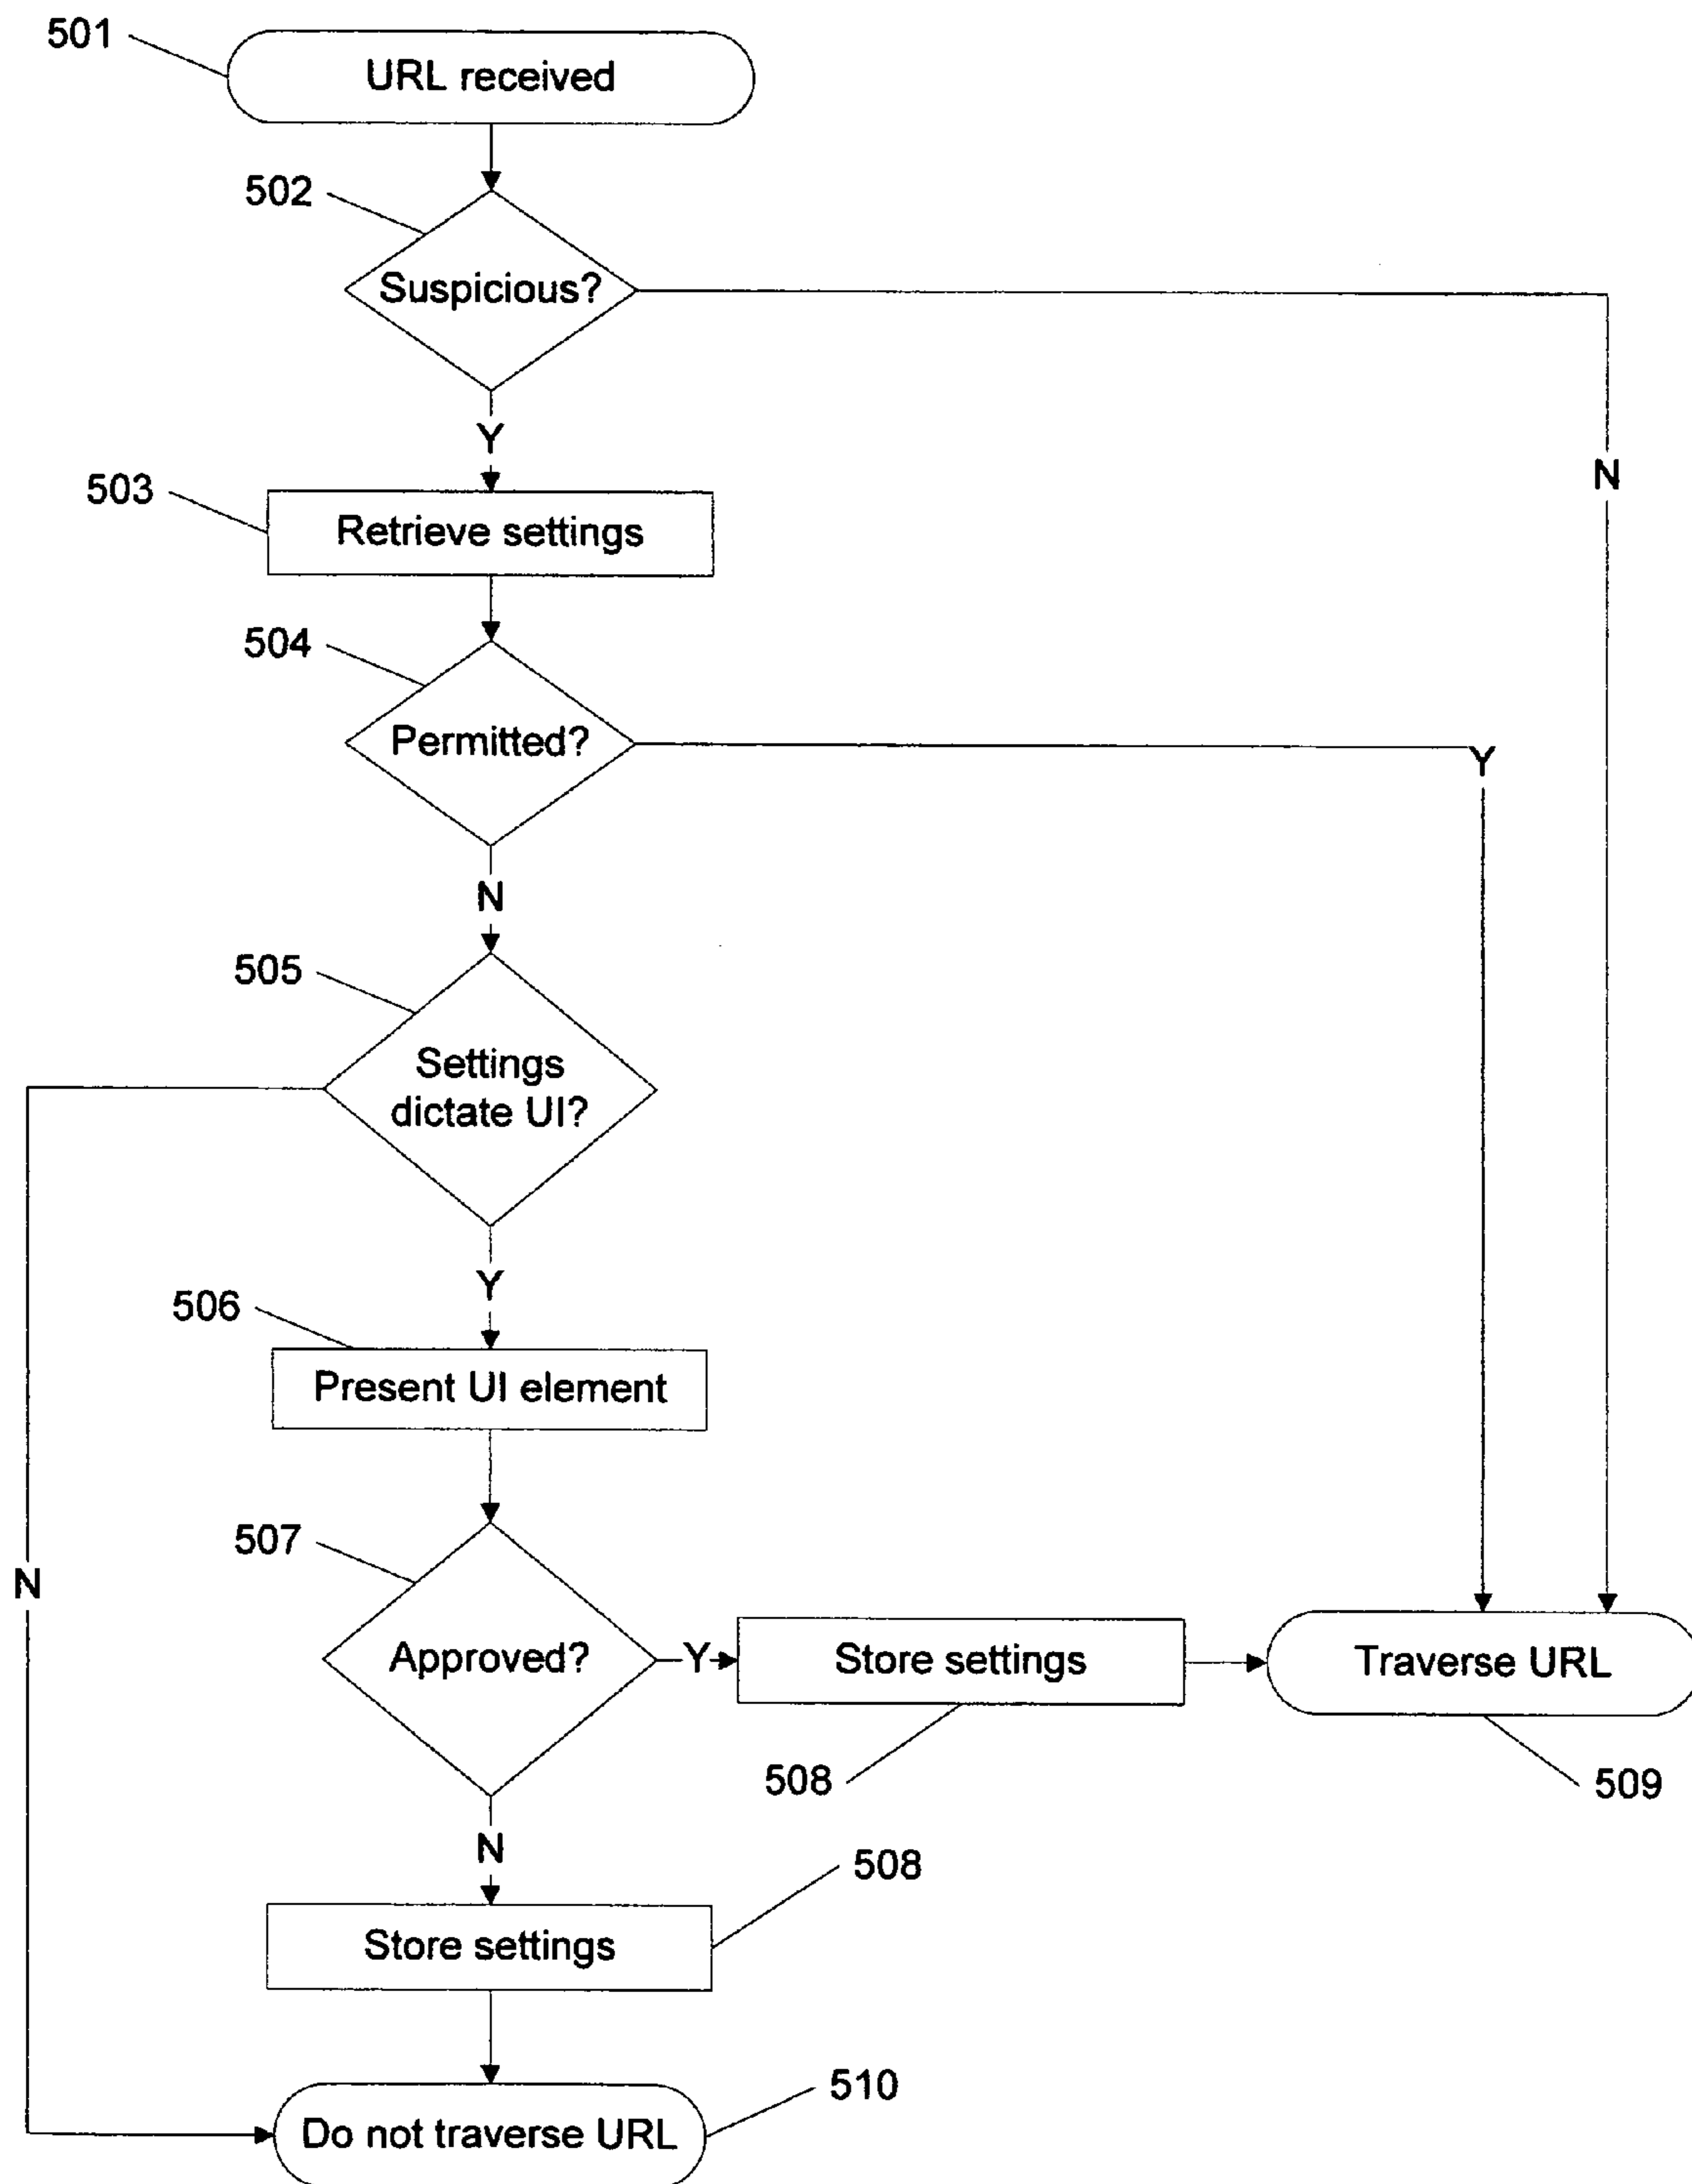 501
URL received
502
Suspicious?
Y
N
503
Retrieve settings
504
Permitted?
Y
N
505
Settings
dictate UI?
Y
506
Present UI element
507
N
Approved?
Y
Store settings
Traverse URL
508
509
N
508
Store settings
510
Do not traverse URL